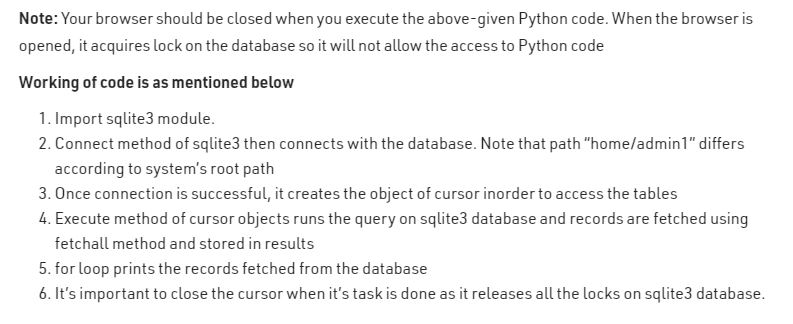 Note: Your browser should be closed when you execute the above-given Python code. When the browser is
opened, it acquires lock on the database so it will not allow the access to Python code
Working of code is as mentioned below
1. Import sqlite3 module.
2. Connect method of sqlite3 then connects with the database. Note that path “home/admin1” differs
according to system’s root path
3. Once connection is successful, it creates the object of cursor inorder to access the tables
4. Execute method of cursor objects runs the query on sqlite3 database and records are fetched using
fetchall method and stored in results
5. for loop prints the records fetched from the database
6. It’s important to close the cursor when it’s task is done as it releases all the locks on sqlite3 database.